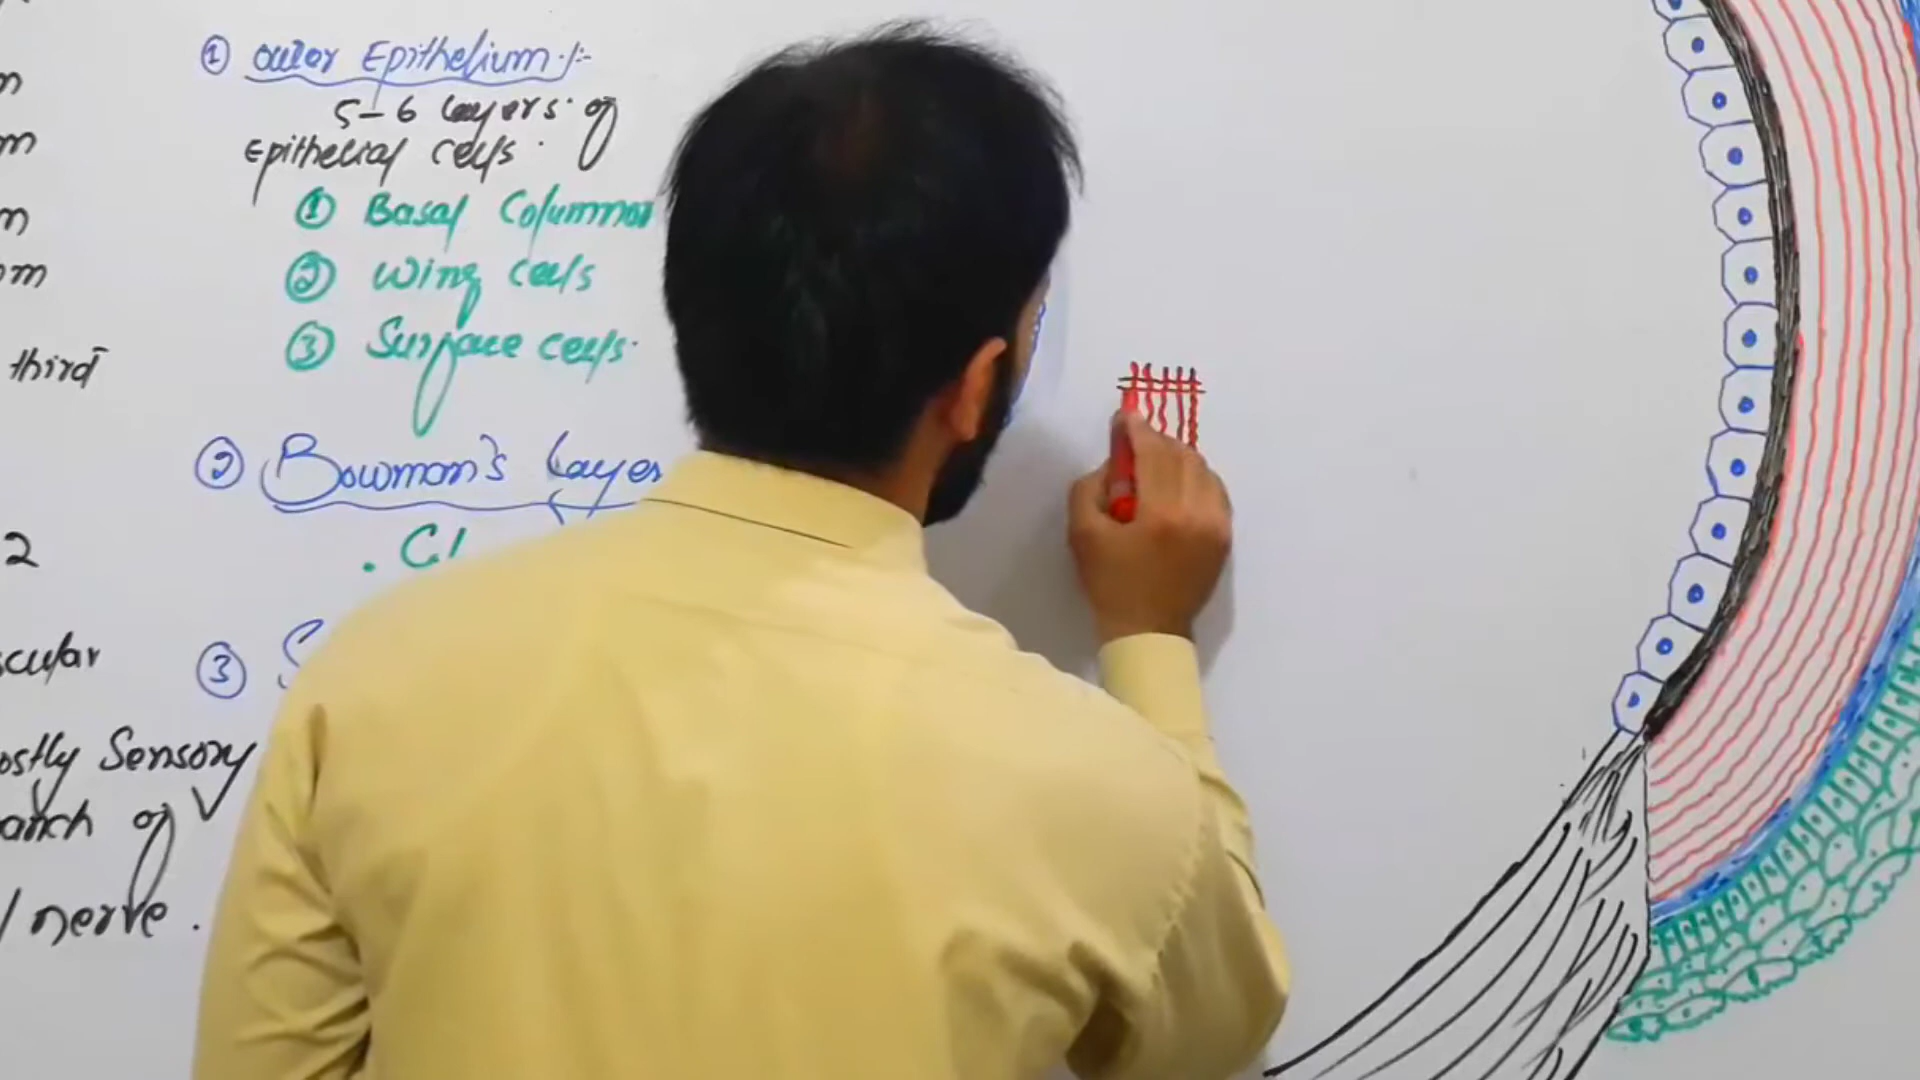 m
m
m
om
third
2
scular
ostly Sensory
anch of
nerve.
① outer Epithelium :-
5-6 layers of
Epithelial cells.
① Basal Columnar
② Wing cells
③ Surface cells.
② Bowman's layer
③ S